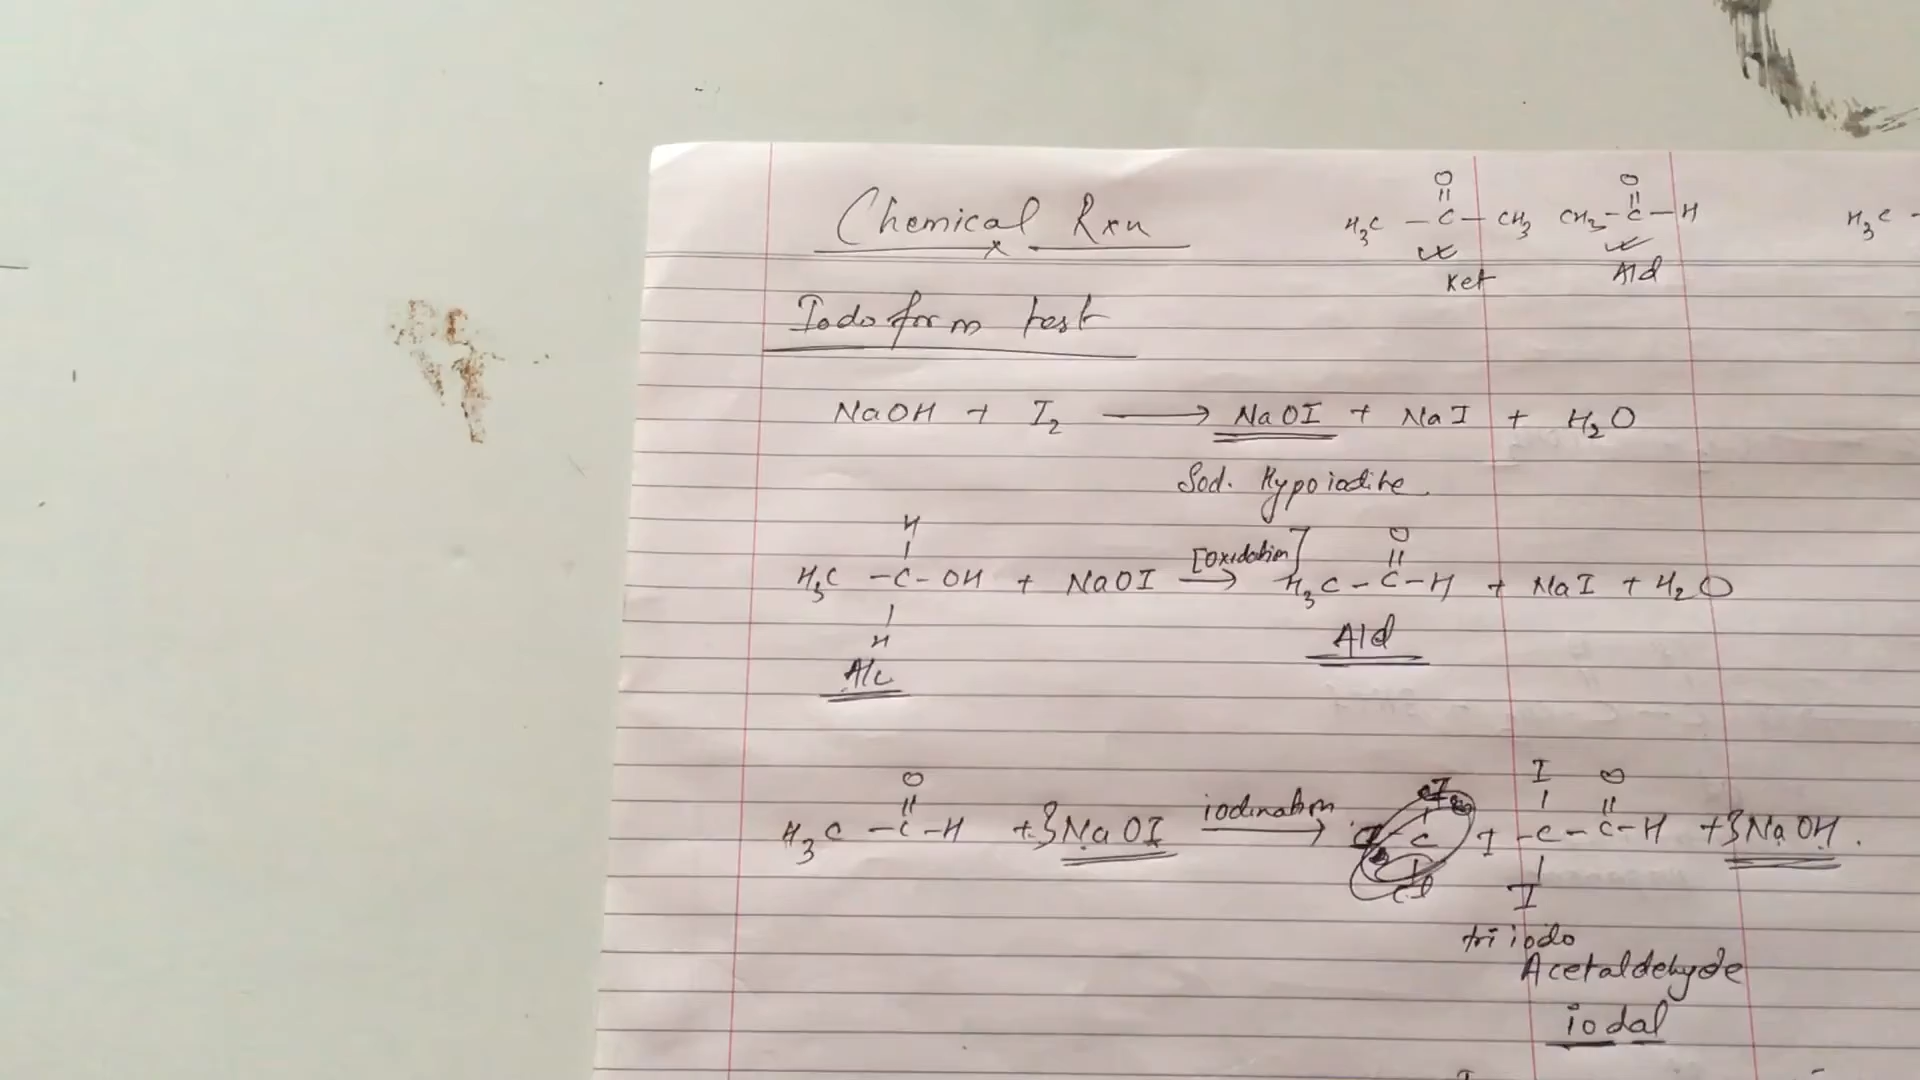 Chemical Rxn
O O
H₃C - C - CH₃ CH₃ - C - H H₃C -
Ket Ald
Iodoform test
NaOH + I₂ ⟶ NaOI + NaI + H₂O
Sod. Hypoiodite.
H [oxidation] O
H₃C - C - OH + NaOI ⟶ H₃C - C - H + NaI + H₂O
H
Alc Ald
O iodination I O
H₃C - C - H + 3NaOI ⟶ I - C - C - H + 3NaOH.
I
tri iodo
Acetaldehyde
iodal